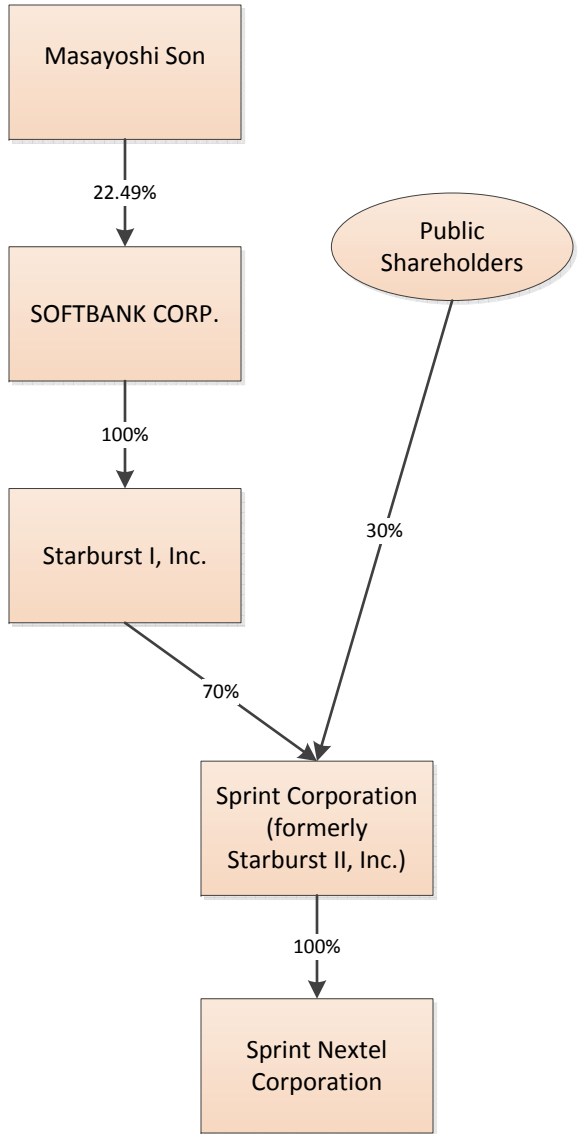 Masayoshi Son
22.49%
Public
Shareholders
SOFTBANK CORP.
100%
Starburst I, Inc.
30%
70%
Sprint Corporation
(formerly
Starburst II, Inc.)
100%
Sprint Nextel
Corporation